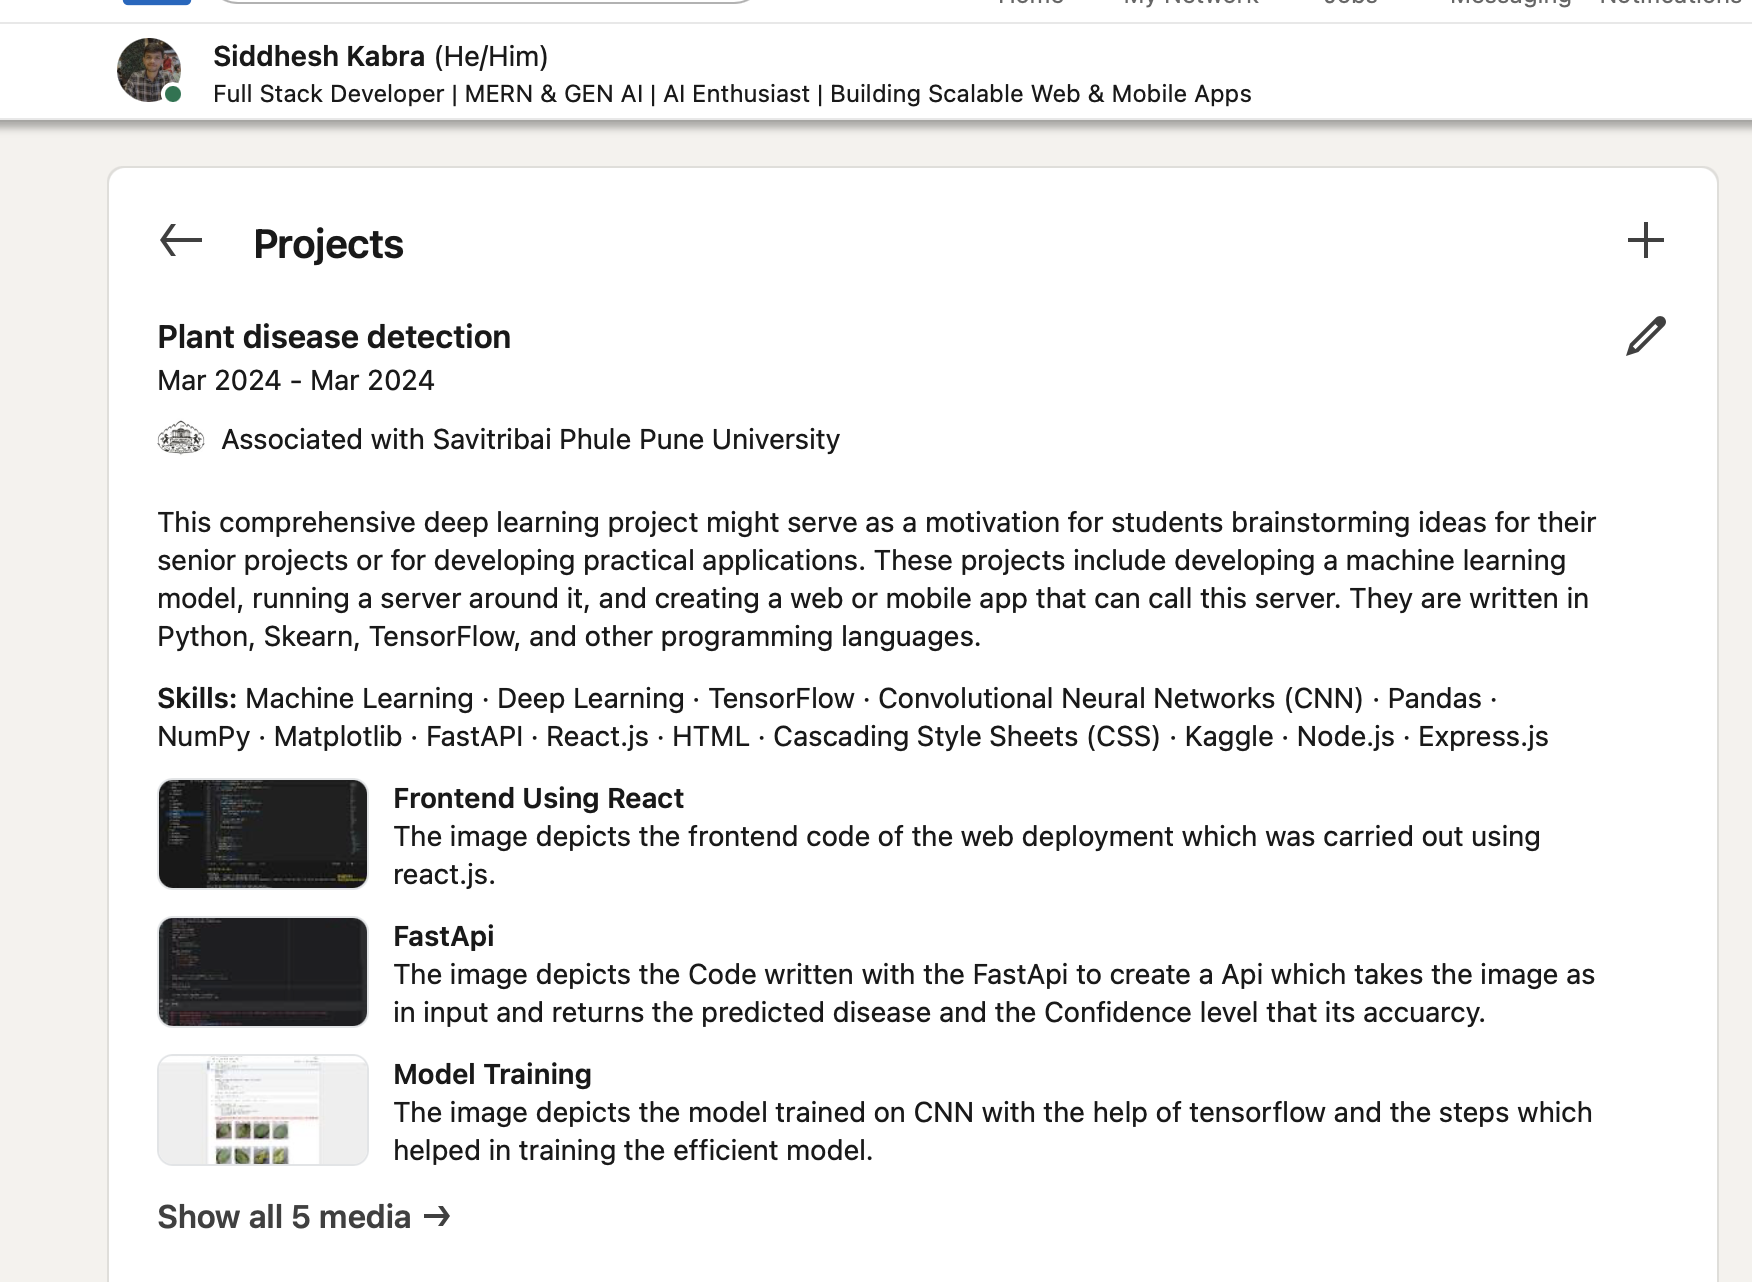 Siddhesh Kabra (He/Him)
Full Stack Developer | MERN & GEN AI | AI Enthusiast | Building Scalable Web & Mobile Apps
Projects
Plant disease detection
Mar 2024 - Mar 2024
Associated with Savitribai Phule Pune University
This comprehensive deep learning project might serve as a motivation for students brainstorming ideas for their
senior projects or for developing practical applications. These projects include developing a machine learning
model, running a server around it, and creating a web or mobile app that can call this server. They are written in
Python, Skearn, TensorFlow, and other programming languages.
Skills: Machine Learning · Deep Learning · TensorFlow · Convolutional Neural Networks (CNN) · Pandas ·
NumPy · Matplotlib · FastAPI · React.js · HTML · Cascading Style Sheets (CSS) · Kaggle · Node.js · Express.js
Frontend Using React
The image depicts the frontend code of the web deployment which was carried out using
react.js.
FastApi
The image depicts the Code written with the FastApi to create a Api which takes the image as
in input and returns the predicted disease and the Confidence level that its accuarcy.
Model Training
The image depicts the model trained on CNN with the help of tensorflow and the steps which
helped in training the efficient model.
Show all 5 media →